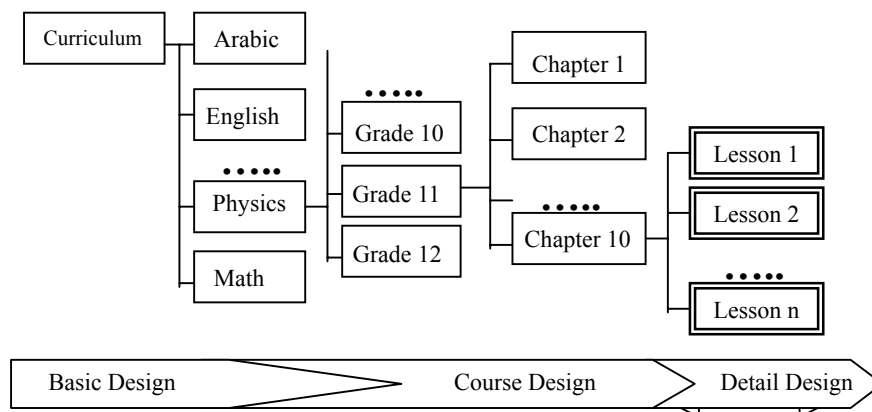 Curriculum
Arabic
English
•••••
Physics
Math
•••••
Grade 10
Grade 11
Grade 12
Chapter 1
Chapter 2
•••••
Chapter 10
Lesson 1
Lesson 2
•••••
Lesson n
Basic Design
Course Design
Detail Design